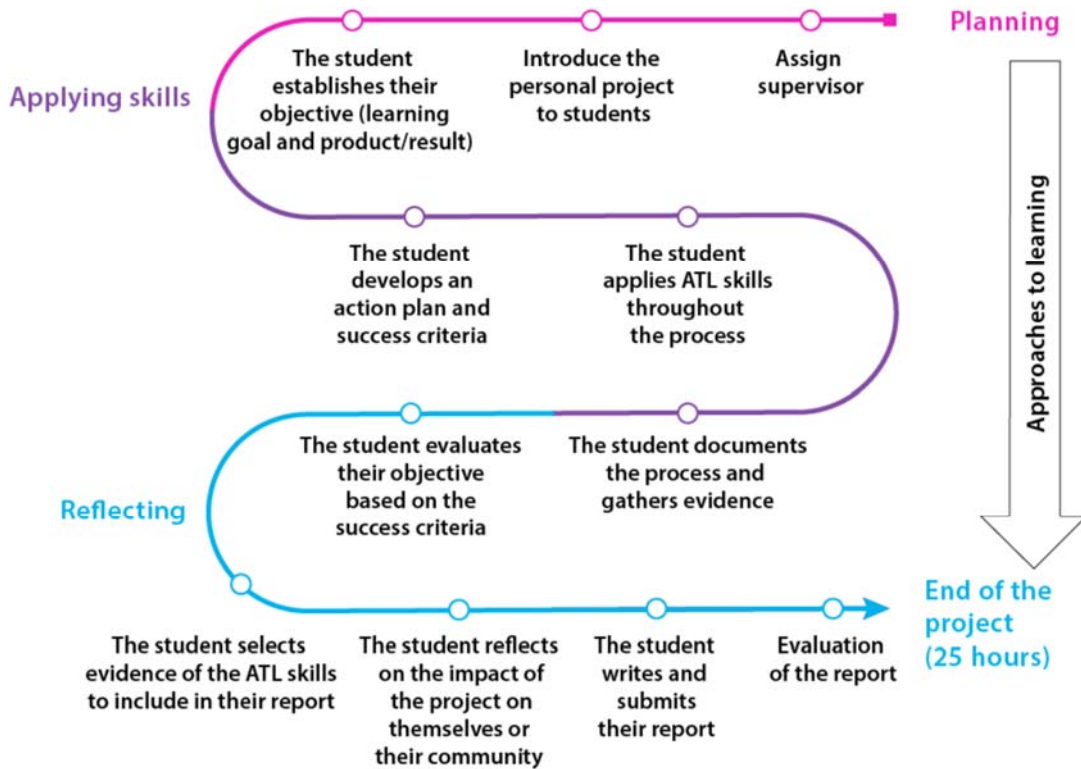 Planning
The student
establishes their
objective (learning
goal and product/result)
Introduce the
personal project
to students
Assign
supervisor
Applying skills
The student
develops an
action plan and
success criteria
The student
applies ATL skills
throughout
the process
Approaches to learning
The student evaluates
their objective
based on the
success criteria
The student documents
the process and
gathers evidence
Reflecting
The student selects
evidence of the ATL skills
to include in their report
The student reflects
on the impact of
the project on
themselves or
their community
The student
writes and
submits
their report
Evaluation
of the report
End of the
project
(25 hours)